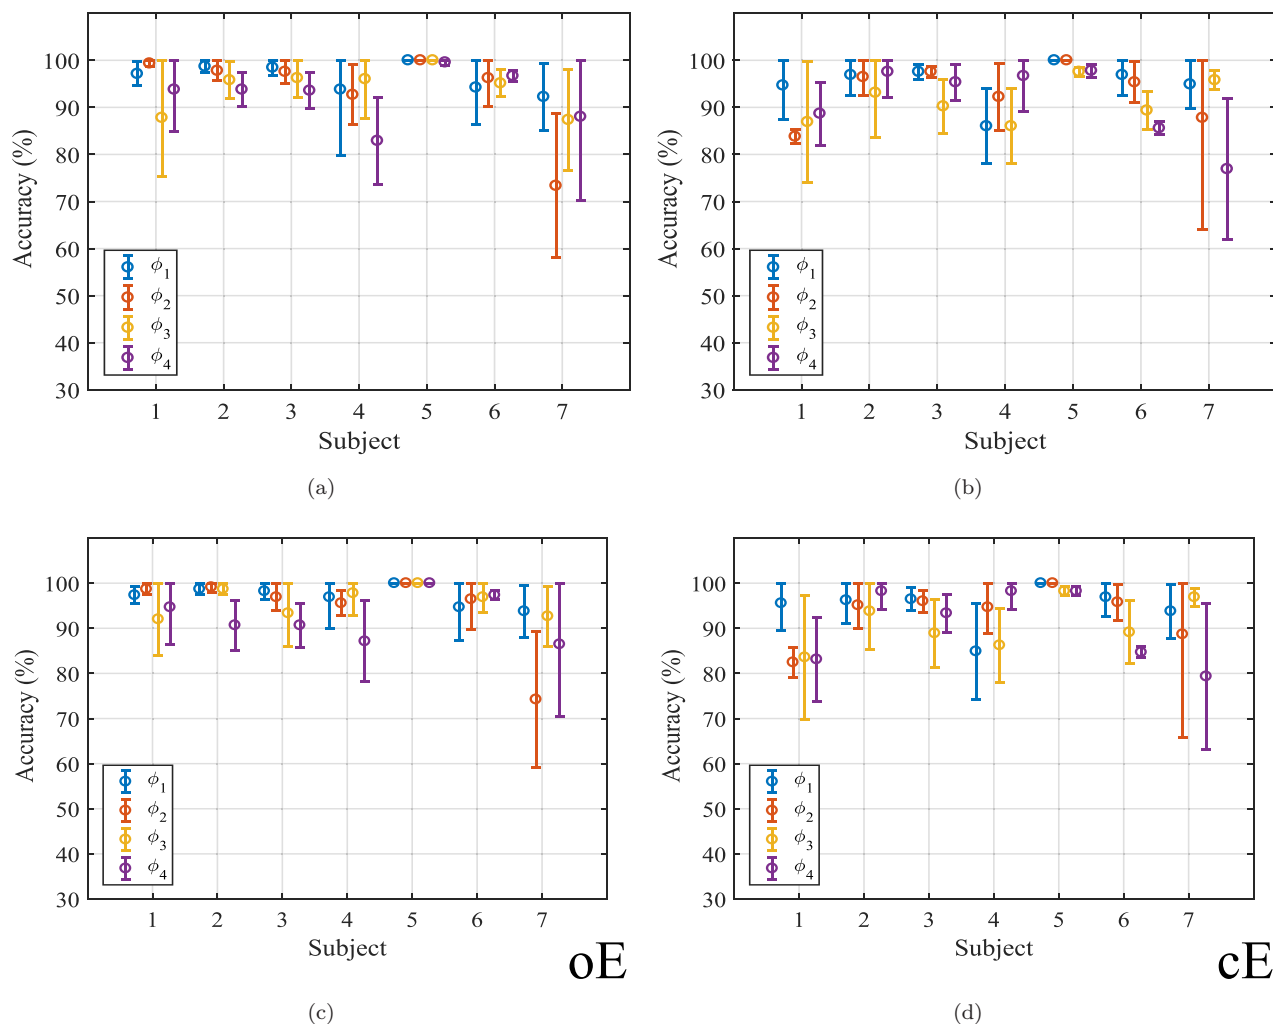 100
90
80
70
60
50
40
30
Accuracy (%)
ϕ1
ϕ2
ϕ3
ϕ4
1 2 3 4 5 6 7
Subject
(a)
100
90
80
70
60
50
40
30
Accuracy (%)
ϕ1
ϕ2
ϕ3
ϕ4
1 2 3 4 5 6 7
Subject
(b)
100
90
80
70
60
50
40
30
Accuracy (%)
ϕ1
ϕ2
ϕ3
ϕ4
1 2 3 4 5 6 7
Subject
oE
(c)
100
90
80
70
60
50
40
30
Accuracy (%)
ϕ1
ϕ2
ϕ3
ϕ4
1 2 3 4 5 6 7
Subject
cE
(d)